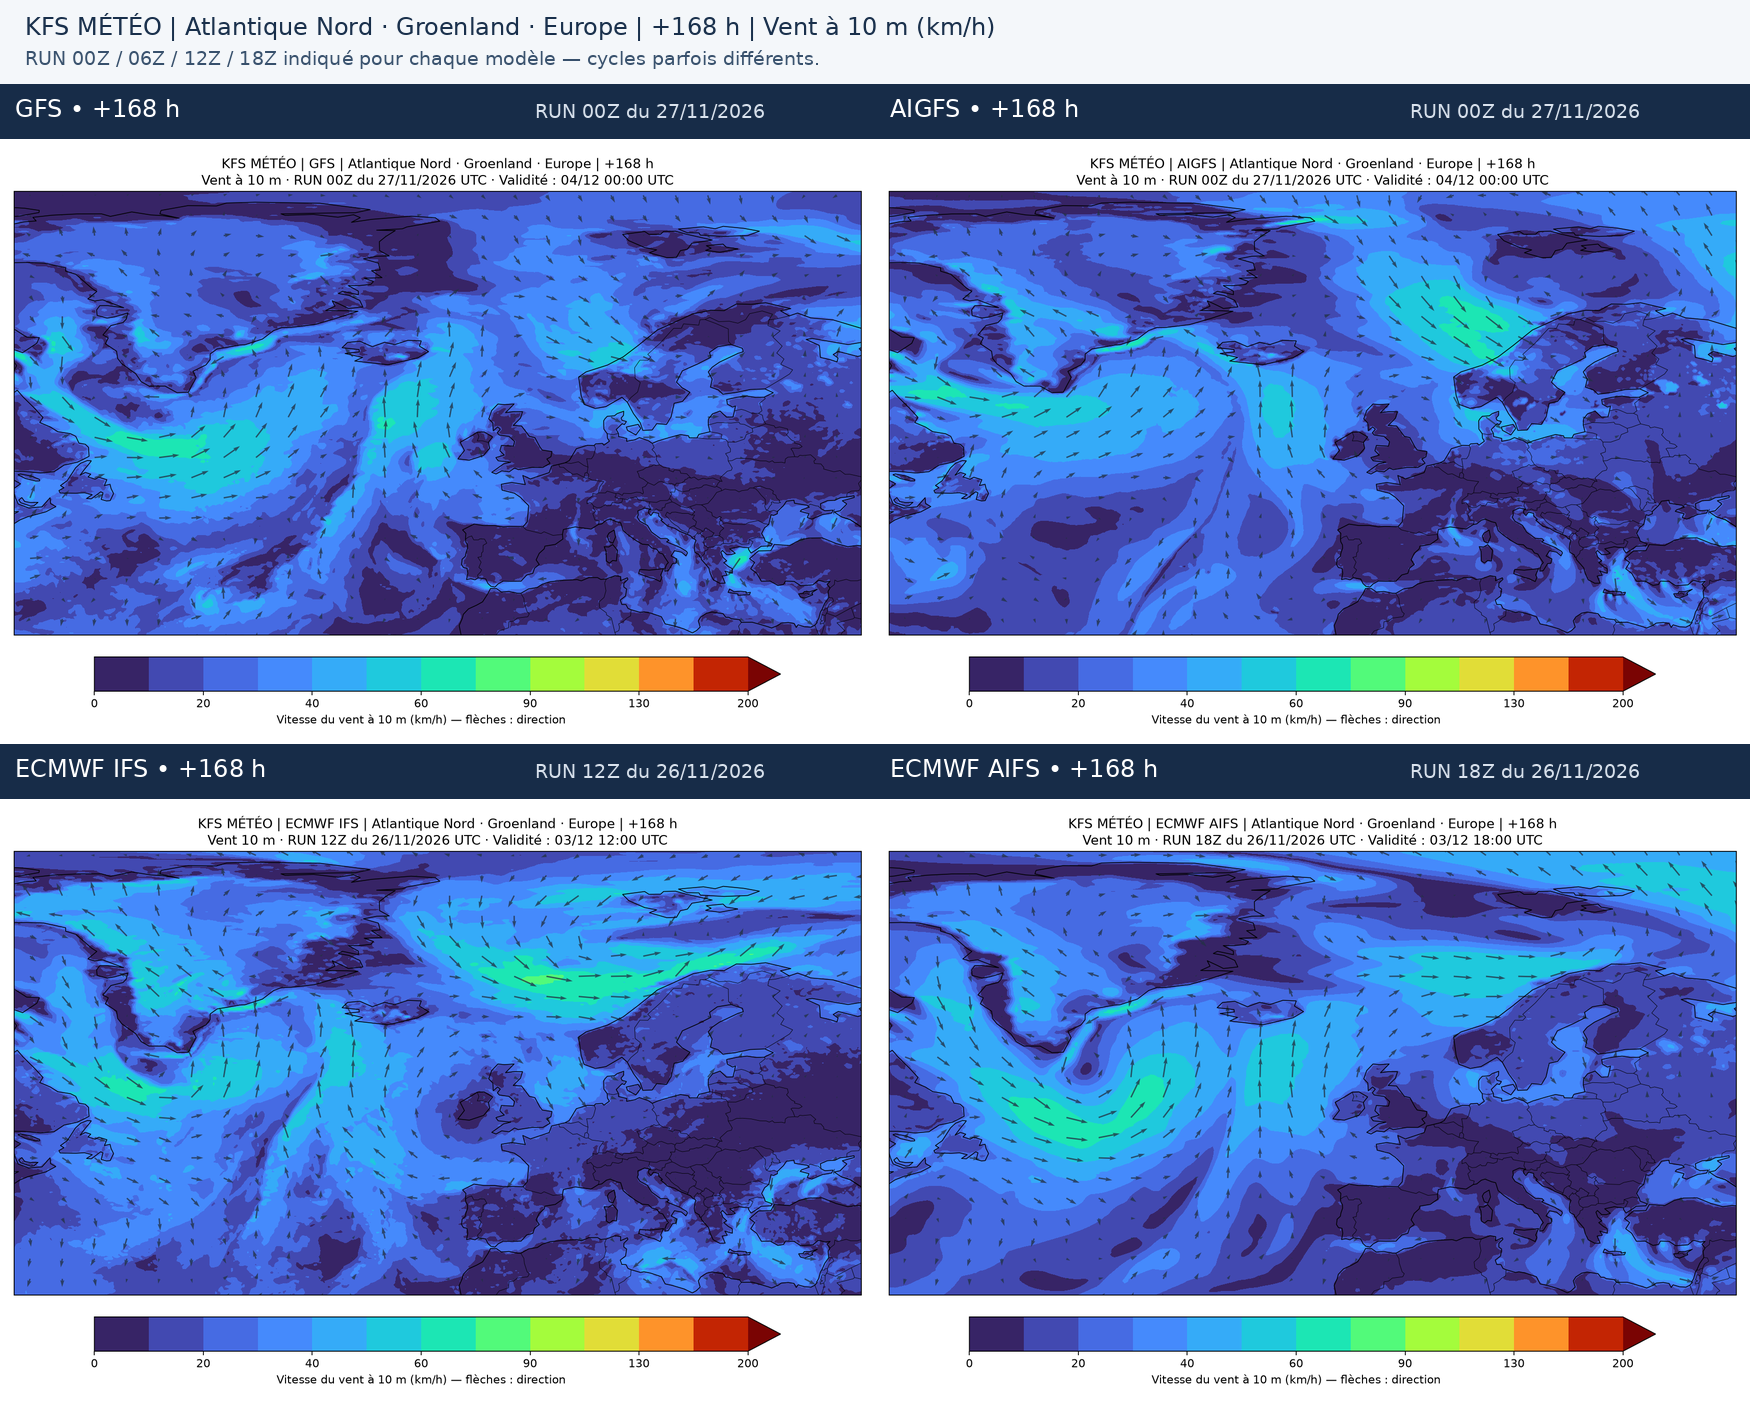 KFS MÉTÉO | Atlantique Nord · Groenland · Europe | +168 h | Vent à 10 m (km/h)
RUN 00Z / 06Z / 12Z / 18Z indiqué pour chaque modèle — cycles parfois différents.
GFS • +168 h
RUN 00Z du 27/11/2026
KFS MÉTÉO | GFS | Atlantique Nord · Groenland · Europe | +168 h
Vent à 10 m · RUN 00Z du 27/11/2026 UTC · Validité : 04/12 00:00 UTC
0 20 40 60 90 130 200
Vitesse du vent à 10 m (km/h) — flèches : direction
AIGFS • +168 h
RUN 00Z du 27/11/2026
KFS MÉTÉO | AIGFS | Atlantique Nord · Groenland · Europe | +168 h
Vent à 10 m · RUN 00Z du 27/11/2026 UTC · Validité : 04/12 00:00 UTC
0 20 40 60 90 130 200
Vitesse du vent à 10 m (km/h) — flèches : direction
ECMWF IFS • +168 h
RUN 12Z du 26/11/2026
KFS MÉTÉO | ECMWF IFS | Atlantique Nord · Groenland · Europe | +168 h
Vent 10 m · RUN 12Z du 26/11/2026 UTC · Validité : 03/12 12:00 UTC
0 20 40 60 90 130 200
Vitesse du vent à 10 m (km/h) — flèches : direction
ECMWF AIFS • +168 h
RUN 18Z du 26/11/2026
KFS MÉTÉO | ECMWF AIFS | Atlantique Nord · Groenland · Europe | +168 h
Vent 10 m · RUN 18Z du 26/11/2026 UTC · Validité : 03/12 18:00 UTC
0 20 40 60 90 130 200
Vitesse du vent à 10 m (km/h) — flèches : direction